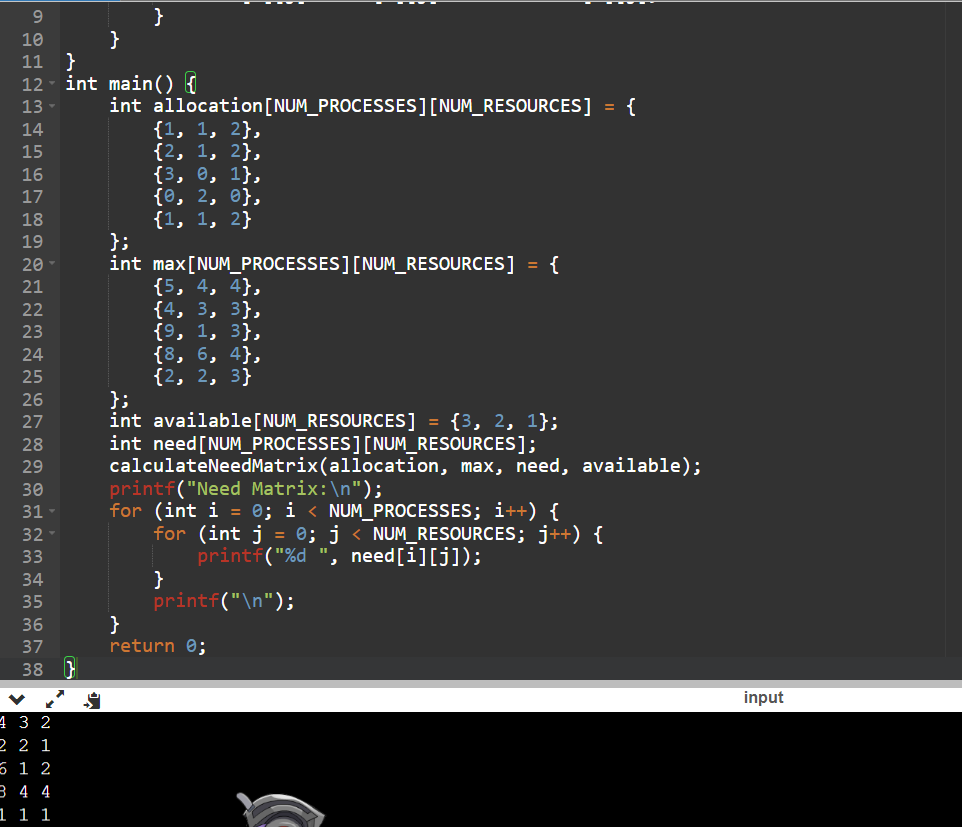 9 }
10 }
11 }
12 int main() {
13 int allocation[NUM_PROCESSES][NUM_RESOURCES] = {
14 {1, 1, 2},
15 {2, 1, 2},
16 {3, 0, 1},
17 {0, 2, 0},
18 {1, 1, 2}
19 };
20 int max[NUM_PROCESSES][NUM_RESOURCES] = {
21 {5, 4, 4},
22 {4, 3, 3},
23 {9, 1, 3},
24 {8, 6, 4},
25 {2, 2, 3}
26 };
27 int available[NUM_RESOURCES] = {3, 2, 1};
28 int need[NUM_PROCESSES][NUM_RESOURCES];
29 calculateNeedMatrix(allocation, max, need, available);
30 printf("Need Matrix:\n");
31 for (int i = 0; i < NUM_PROCESSES; i++) {
32 for (int j = 0; j < NUM_RESOURCES; j++) {
33 printf("%d ", need[i][j]);
34 }
35 printf("\n");
36 }
37 return 0;
38 }
input
4 3 2
2 2 1
6 1 2
8 4 4
1 1 1